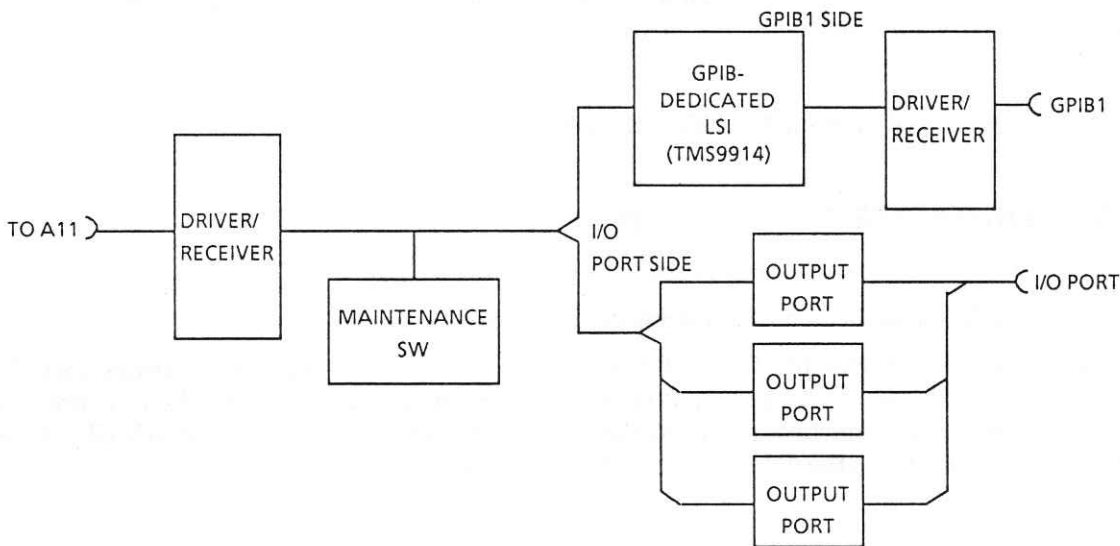 GPIB1 SIDE
GPIB-
DEDICATED
LSI
(TMS9914)
DRIVER/
RECEIVER
GPIB1
TO A11
DRIVER/
RECEIVER
I/O
PORT SIDE
MAINTENANCE
SW
OUTPUT
PORT
I/O PORT
OUTPUT
PORT
OUTPUT
PORT